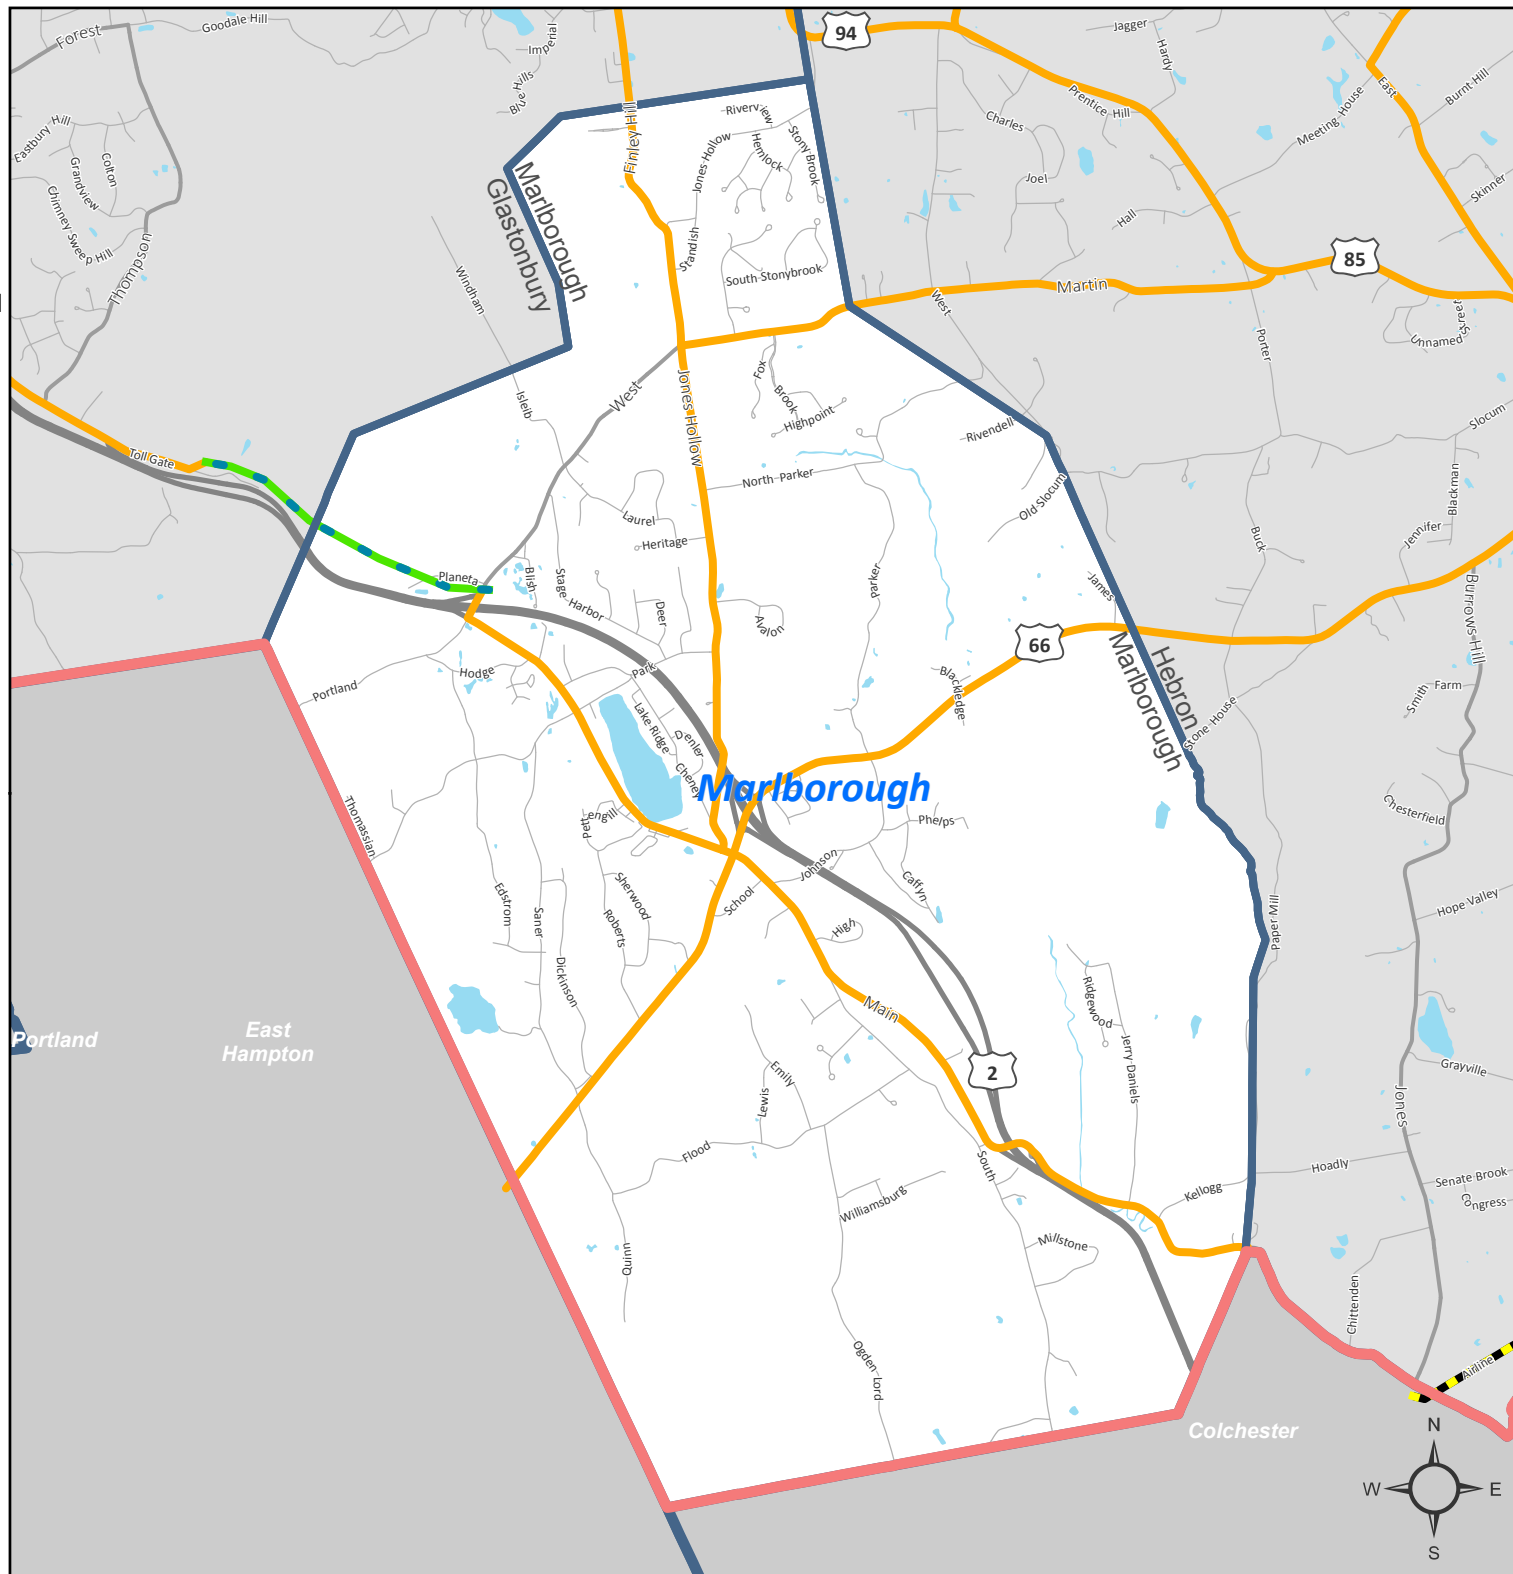 Forest
Goodale Hill
Imperial
Blue Hills
94
Jagger
Hardy
East
Burnt Hill
Prentice Hill
Meeting House
Charles
Eastbury Hill
Colton
Grandview
Chimney Sweep Hill
Thompson
Finley Hill
Riverview
Jones Hollow
Hemlock
Stony Brook
Joel
Hall
Skinner
Marlborough
Glastonbury
Standish
South Stonybrook
85
Martin
Windham
West
Street
Unnamed
Porter
Isleib
West
Jones Hollow
Fox
Brook
Highpoint
Rivendell
Slocum
Toll Gate
North Parker
Old Slocum
Blackman
Laurel
Heritage
Jennifer
Buck
Planeta
Blish
Stage
Harbor
Deer
Avalon
Parker
James
66
Burrows Hill
Hebron
Marlborough
Hodge
Portland
Park
Blackledge
Smith
Farm
Stone House
Lake Ridge
Denler
Cheney
Marlborough
Thomassian
Pettengill
Phelps
Chesterfield
Johnson
Caffyn
School
Sherwood
Edstrom
Saner
Roberts
High
Hope Valley
Paper Mill
Dickinson
Ridgewood
Main
Portland
East
Hampton
Jerry Daniels
2
Grayville
Emily
Lewis
Jones
Flood
South
Hoadly
Senate Brook
Congress
Kellogg
Williamsburg
Millstone
Quinn
Chittenden
Ogden Lord
Airline
Colchester
N
W
E
S